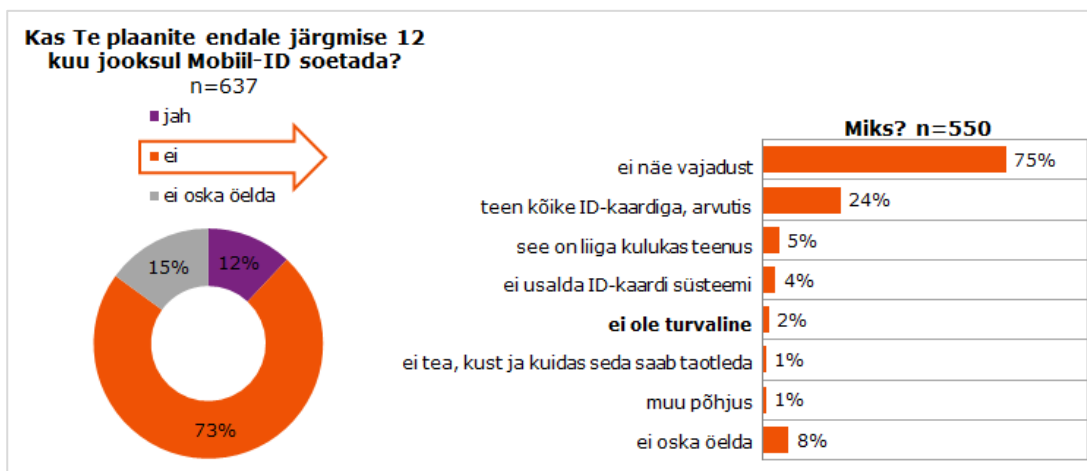 Kas Te plaanite endale järgmise 12
kuu jooksul Mobiil-ID soetada?
n=637
jah
ei
ei oska öelda
15%
12%
73%
Miks? n=550
ei näe vajadust 75%
teen kõike ID-kaardiga, arvutis 24%
see on liiga kulukas teenus 5%
ei usalda ID-kaardi süsteemi 4%
ei ole turvaline 2%
ei tea, kust ja kuidas seda saab taotleda 1%
muu põhjus 1%
ei oska öelda 8%